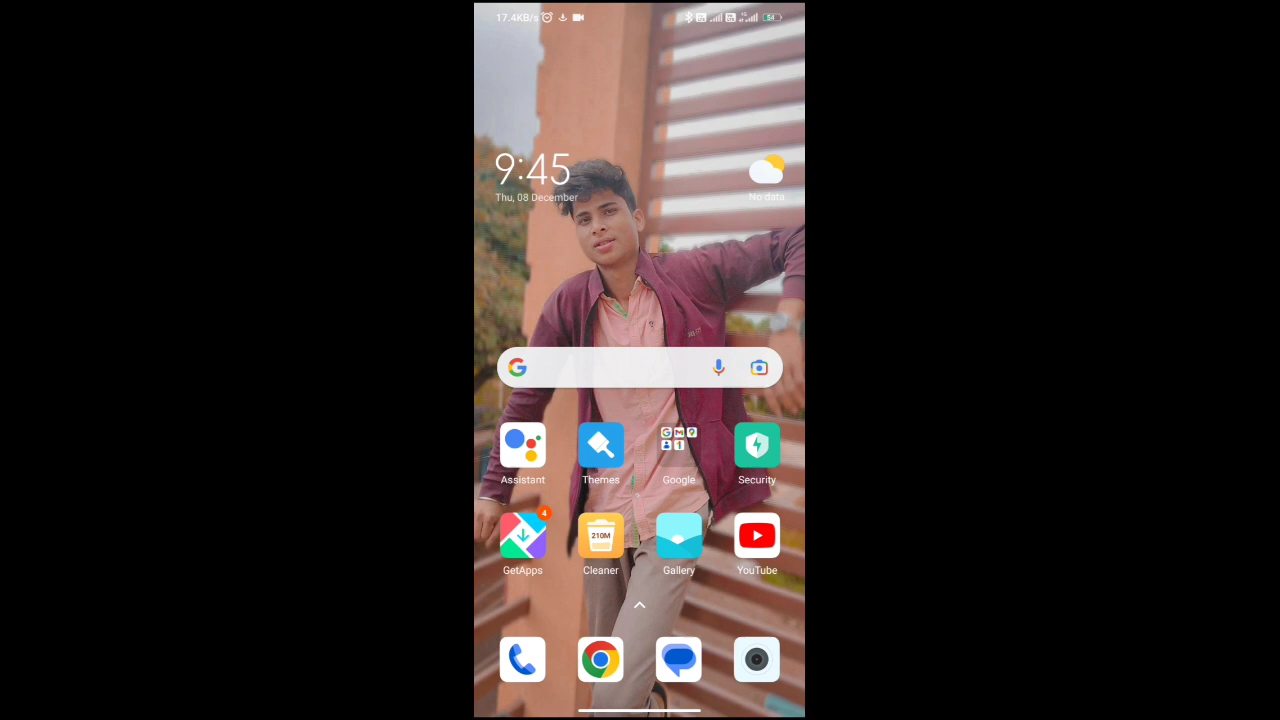 17.4KB/s
54
9:45
Thu, 08 December
No data
Assistant
Themes
Google
Security
4
210M
GetApps
Cleaner
Gallery
YouTube